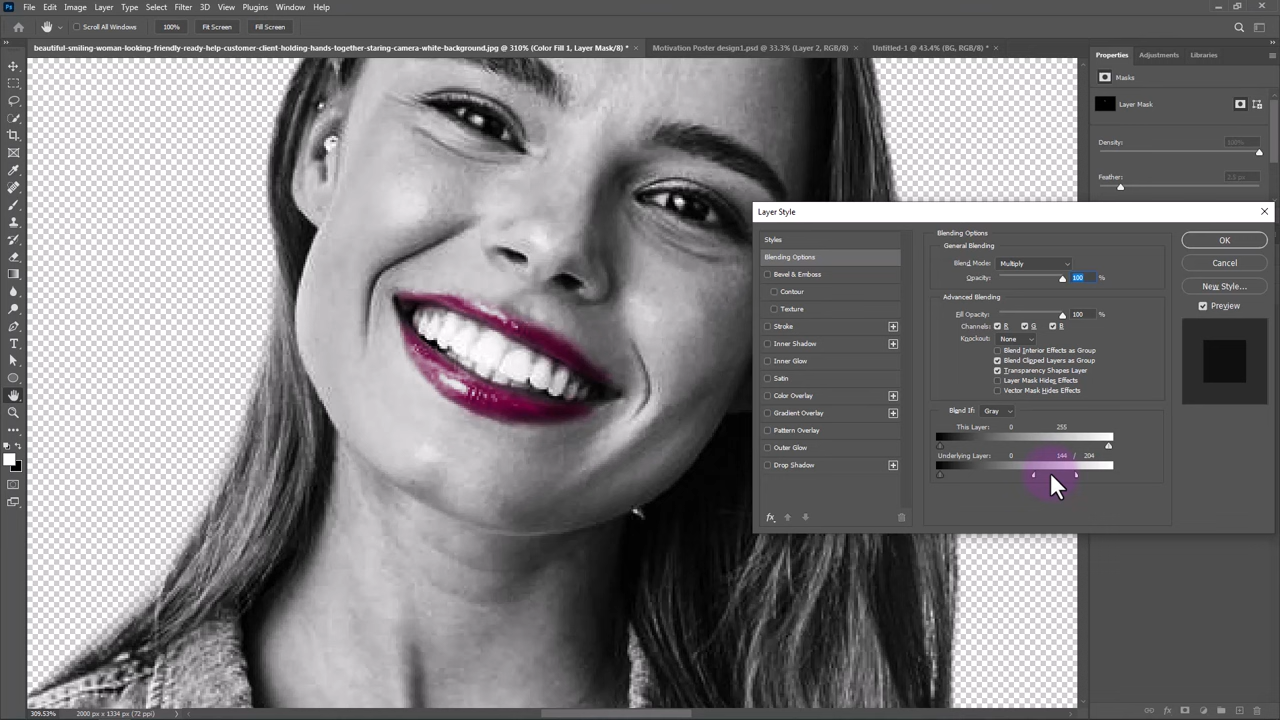 Ps File Edit Image Layer Type Select Filter 3D View Plugins Window Help
Scroll All Windows 100% Fit Screen Fill Screen
beautiful-smiling-woman-looking-friendly-ready-help-customer-client-holding-hands-together-staring-camera-white-background.jpg @ 310% (Color Fill 1, Layer Mask/8) * × Motivation Poster design1.psd @ 33.3% (Layer 2, RGB/8) × Untitled-1 @ 43.4% (BG, RGB/8) * ×
Properties Adjustments Libraries
Masks
Layer Mask
Density: 100%
Feather:
Layer Style
Styles
Blending Options
Bevel & Emboss
Contour
Texture
Stroke
Inner Shadow
Inner Glow
Satin
Color Overlay
Gradient Overlay
Pattern Overlay
Outer Glow
Drop Shadow
fx
Blending Options
General Blending
Blend Mode: Multiply
Opacity: 100 %
Advanced Blending
Fill Opacity: 100 %
Channels: R G B
Knockout: None
Blend Interior Effects as Group
Blend Clipped Layers as Group
Transparency Shapes Layer
Layer Mask Hides Effects
Vector Mask Hides Effects
Blend If: Gray
This Layer: 0 255
Underlying Layer: 0 144 / 204
OK
Cancel
New Style...
Preview
309.53% 2000 px x 1334 px (72 ppi)
fx